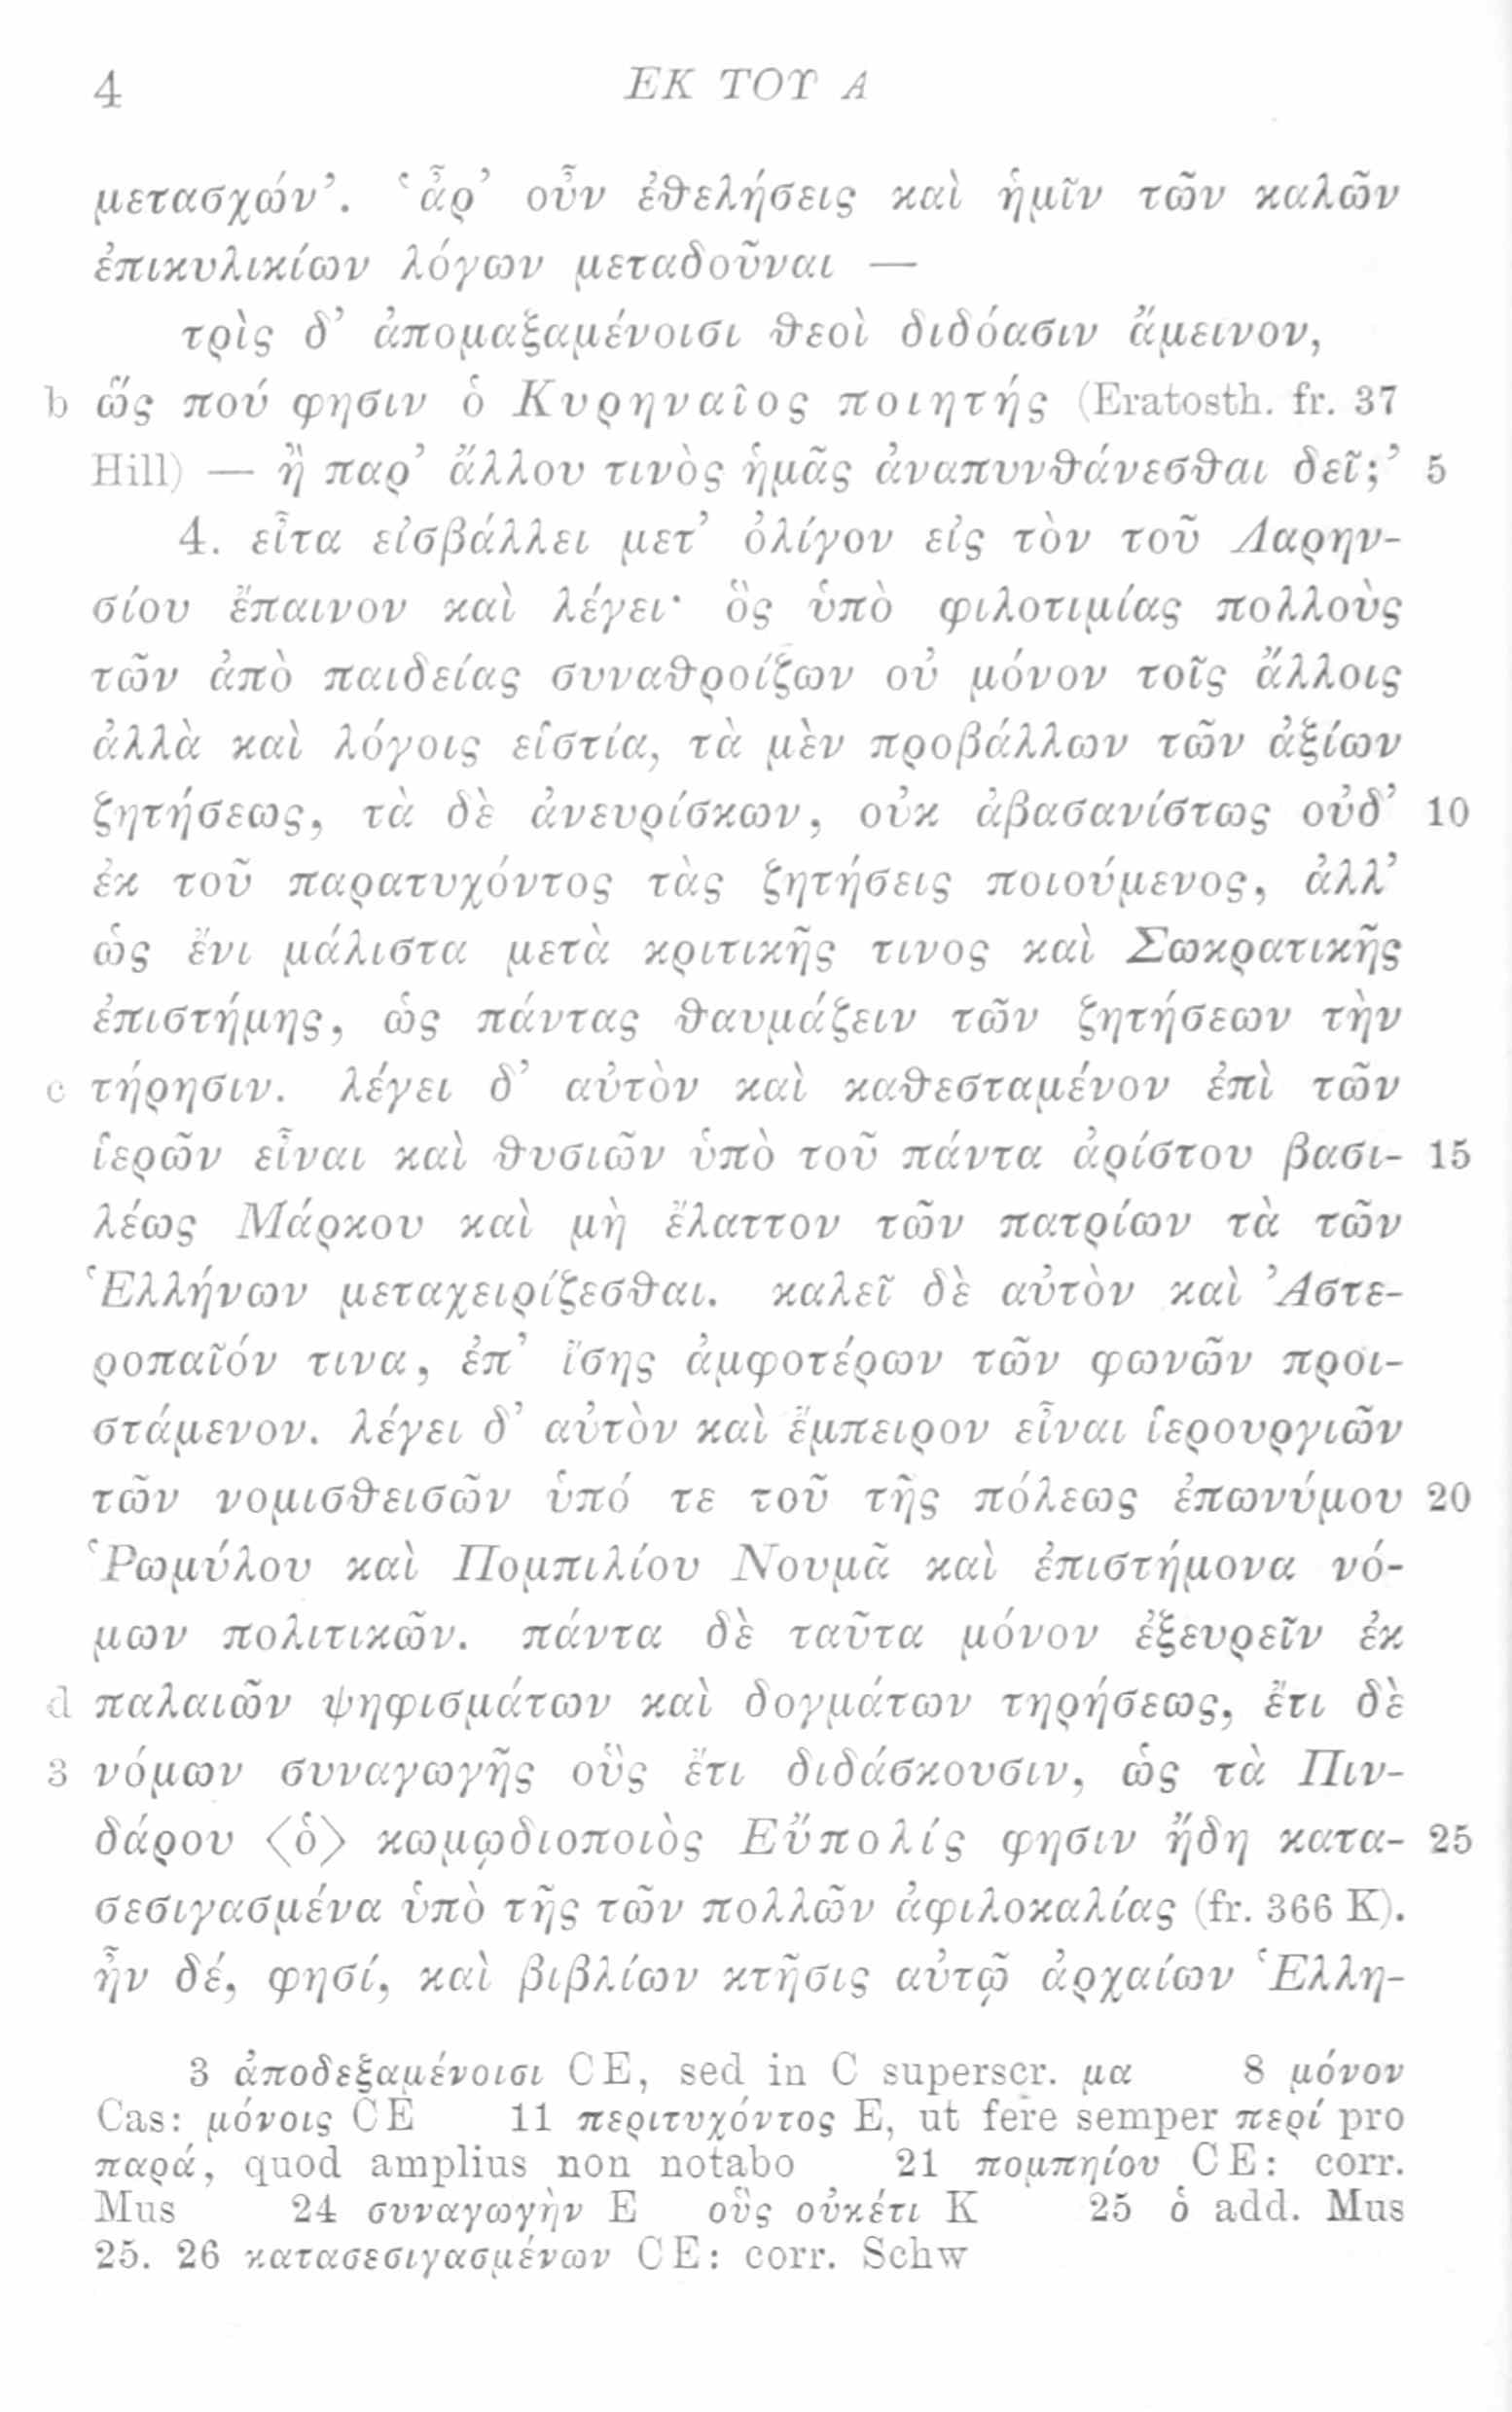 4 ΕΚ ΤΟΥ Α
μετασχών’. ‘ἆρ’ οὖν ἐθελήσεις καὶ ἡμῖν τῶν καλῶν
ἐπικυλικίων λόγων μεταδοῦναι —
τρὶς δ’ ἀπομαξαμένοισι θεοὶ διδόασιν ἄμεινον,
b ὥς πού φησιν ὁ Κυρηναῖος ποιητής (Eratosth. fr. 37
Hill) — ἢ παρ’ ἄλλου τινὸς ἡμᾶς ἀναπυνθάνεσθαι δεῖ;’ 5
4. εἶτα εἰσβάλλει μετ’ ὀλίγον εἰς τὸν τοῦ Λαρην-
σίου ἔπαινον καὶ λέγει· ὃς ὑπὸ φιλοτιμίας πολλοὺς
τῶν ἀπὸ παιδείας συναθροίζων οὐ μόνον τοῖς ἄλλοις
ἀλλὰ καὶ λόγοις εἱστία, τὰ μὲν προβάλλων τῶν ἀξίων
ζητήσεως, τὰ δὲ ἀνευρίσκων, οὐκ ἀβασανίστως οὐδ’ 10
ἐκ τοῦ παρατυχόντος τὰς ζητήσεις ποιούμενος, ἀλλ’
ὡς ἔνι μάλιστα μετὰ κριτικῆς τινος καὶ Σωκρατικῆς
ἐπιστήμης, ὡς πάντας θαυμάζειν τῶν ζητήσεων τὴν
c τήρησιν. λέγει δ’ αὐτὸν καὶ καθεσταμένον ἐπὶ τῶν
ἱερῶν εἶναι καὶ θυσιῶν ὑπὸ τοῦ πάντα ἀρίστου βασι- 15
λέως Μάρκου καὶ μὴ ἔλαττον τῶν πατρίων τὰ τῶν
Ἑλλήνων μεταχειρίζεσθαι. καλεῖ δὲ αὐτὸν καὶ Ἀστε-
ροπαῖόν τινα, ἐπ’ ἴσης ἀμφοτέρων τῶν φωνῶν προι-
στάμενον. λέγει δ’ αὐτὸν καὶ ἔμπειρον εἶναι ἱερουργιῶν
τῶν νομισθεισῶν ὑπό τε τοῦ τῆς πόλεως ἐπωνύμου 20
Ῥωμύλου καὶ Πομπιλίου Νουμᾶ καὶ ἐπιστήμονα νό-
μων πολιτικῶν. πάντα δὲ ταῦτα μόνον ἐξευρεῖν ἐκ
d παλαιῶν ψηφισμάτων καὶ δογμάτων τηρήσεως, ἔτι δὲ
3 νόμων συναγωγῆς οὓς ἔτι διδάσκουσιν, ὡς τὰ Πιν-
δάρου ⟨ὁ⟩ κωμῳδιοποιὸς Εὔπολίς φησιν ἤδη κατα- 25
σεσιγασμένα ὑπὸ τῆς τῶν πολλῶν ἀφιλοκαλίας (fr. 366 K).
ἦν δέ, φησί, καὶ βιβλίων κτῆσις αὐτῷ ἀρχαίων Ἑλλη-
3 ἀποδεξαμένοισι CE, sed in C superscr. μα 8 μόνον
Cas: μόνοις CE 11 περιτυχόντος E, ut fere semper περί pro
παρά, quod amplius non notabo 21 πομπηίου CE: corr.
Mus 24 συναγωγὴν E οὓς οὐκέτι K 25 ὁ add. Mus
25. 26 κατασεσιγασμένων CE: corr. Schw